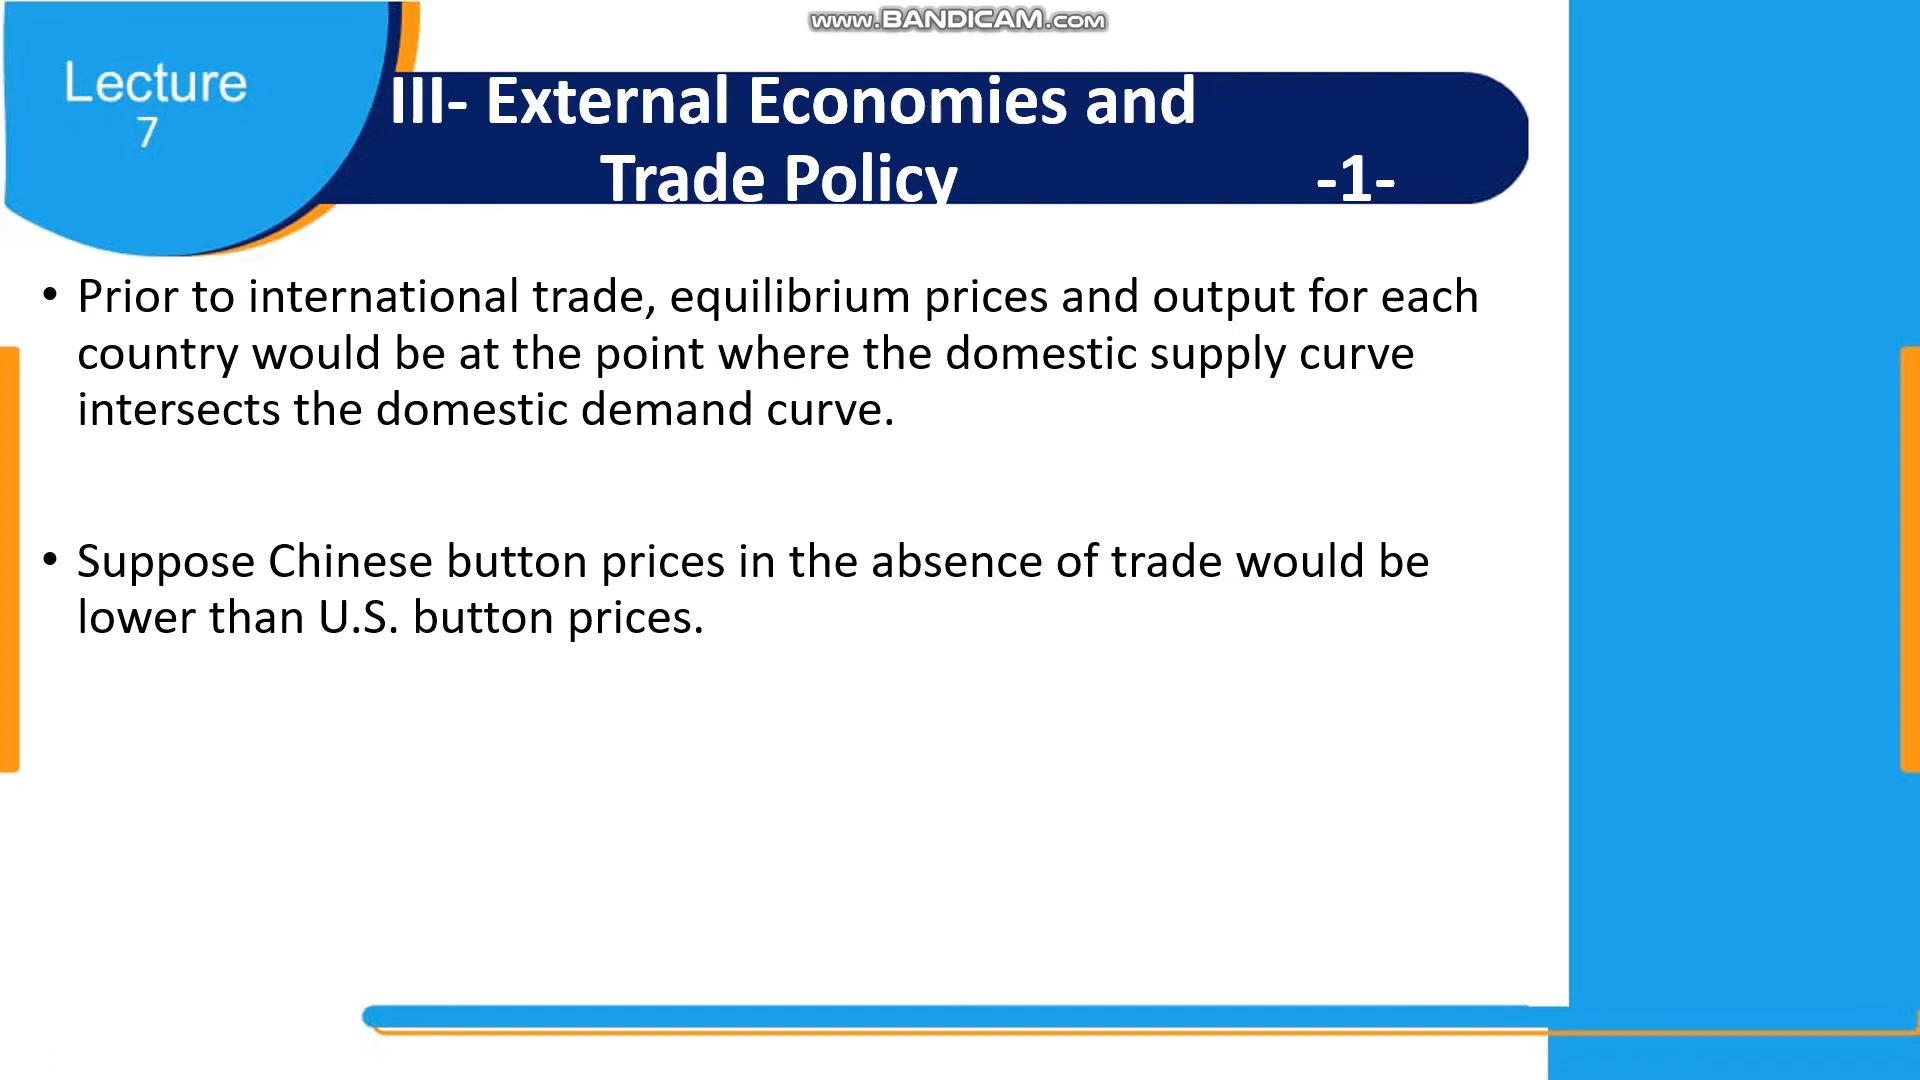 www.BANDICAM.com
Lecture
7
III- External Economies and
Trade Policy -1-
• Prior to international trade, equilibrium prices and output for each
country would be at the point where the domestic supply curve
intersects the domestic demand curve.
• Suppose Chinese button prices in the absence of trade would be
lower than U.S. button prices.